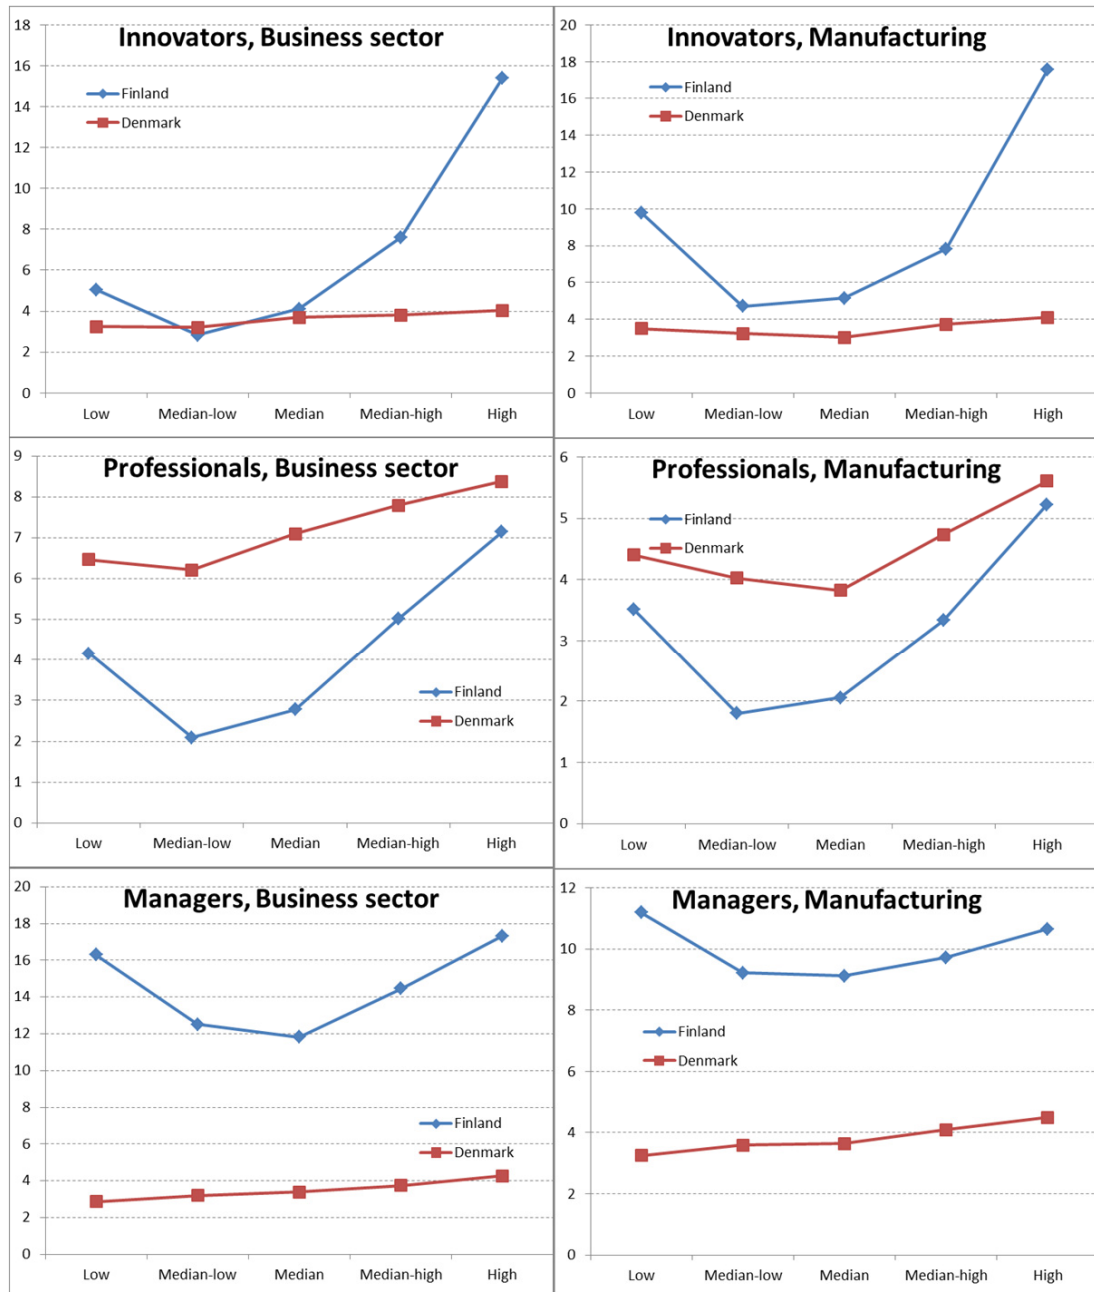 Innovators, Business sector
18
16
14
12
10
8
6
4
2
0
Finland
Denmark
Low Median-low Median Median-high High
Innovators, Manufacturing
20
18
16
14
12
10
8
6
4
2
0
Finland
Denmark
Low Median-low Median Median-high High
Professionals, Business sector
9
8
7
6
5
4
3
2
1
0
Finland
Denmark
Low Median-low Median Median-high High
Professionals, Manufacturing
6
5
4
3
2
1
0
Finland
Denmark
Low Median-low Median Median-high High
Managers, Business sector
20
18
16
14
12
10
8
6
4
2
0
Finland
Denmark
Low Median-low Median Median-high High
Managers, Manufacturing
12
10
8
6
4
2
0
Finland
Denmark
Low Median-low Median Median-high High